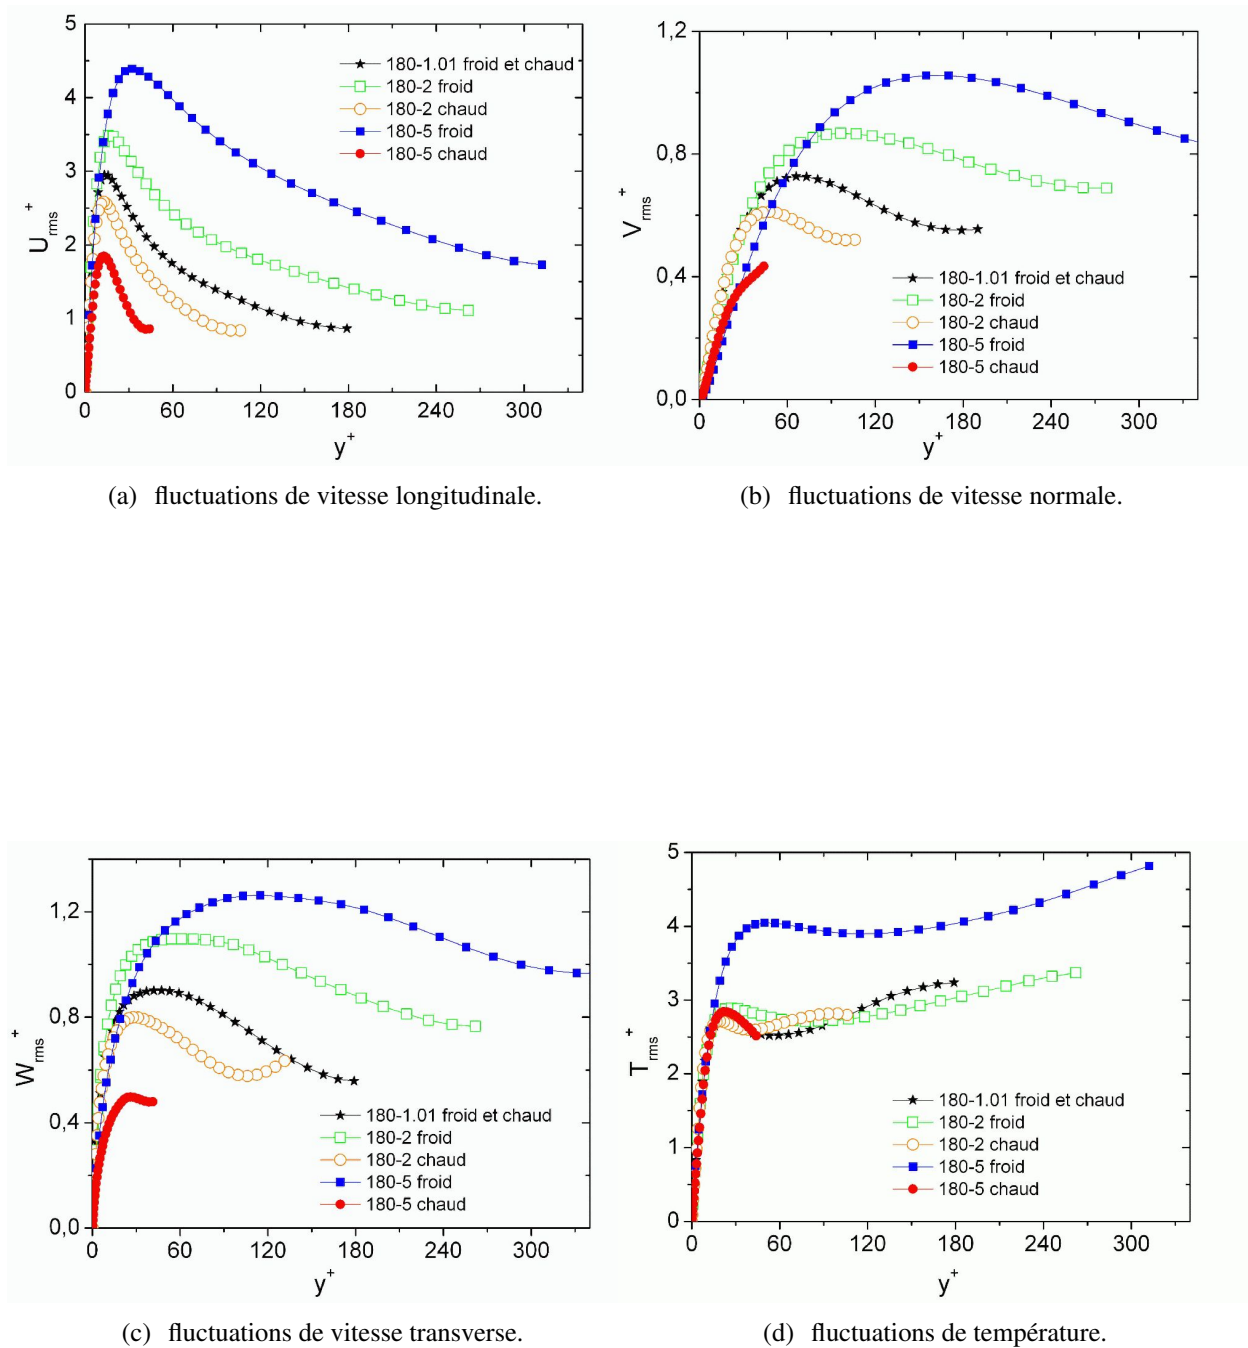 5
4
3
2
1
0
0
60
120
180
240
300
U+rms
y+
180-1.01 froid et chaud
180-2 froid
180-2 chaud
180-5 froid
180-5 chaud
(a) fluctuations de vitesse longitudinale.
1,2
0,8
0,4
0,0
0
60
120
180
240
300
V+rms
y+
180-1.01 froid et chaud
180-2 froid
180-2 chaud
180-5 froid
180-5 chaud
(b) fluctuations de vitesse normale.
1,2
0,8
0,4
0,0
0
60
120
180
240
300
W+rms
y+
180-1.01 froid et chaud
180-2 froid
180-2 chaud
180-5 froid
180-5 chaud
(c) fluctuations de vitesse transverse.
5
4
3
2
1
0
0
60
120
180
240
300
T+rms
y+
180-1.01 froid et chaud
180-2 froid
180-2 chaud
180-5 froid
180-5 chaud
(d) fluctuations de température.